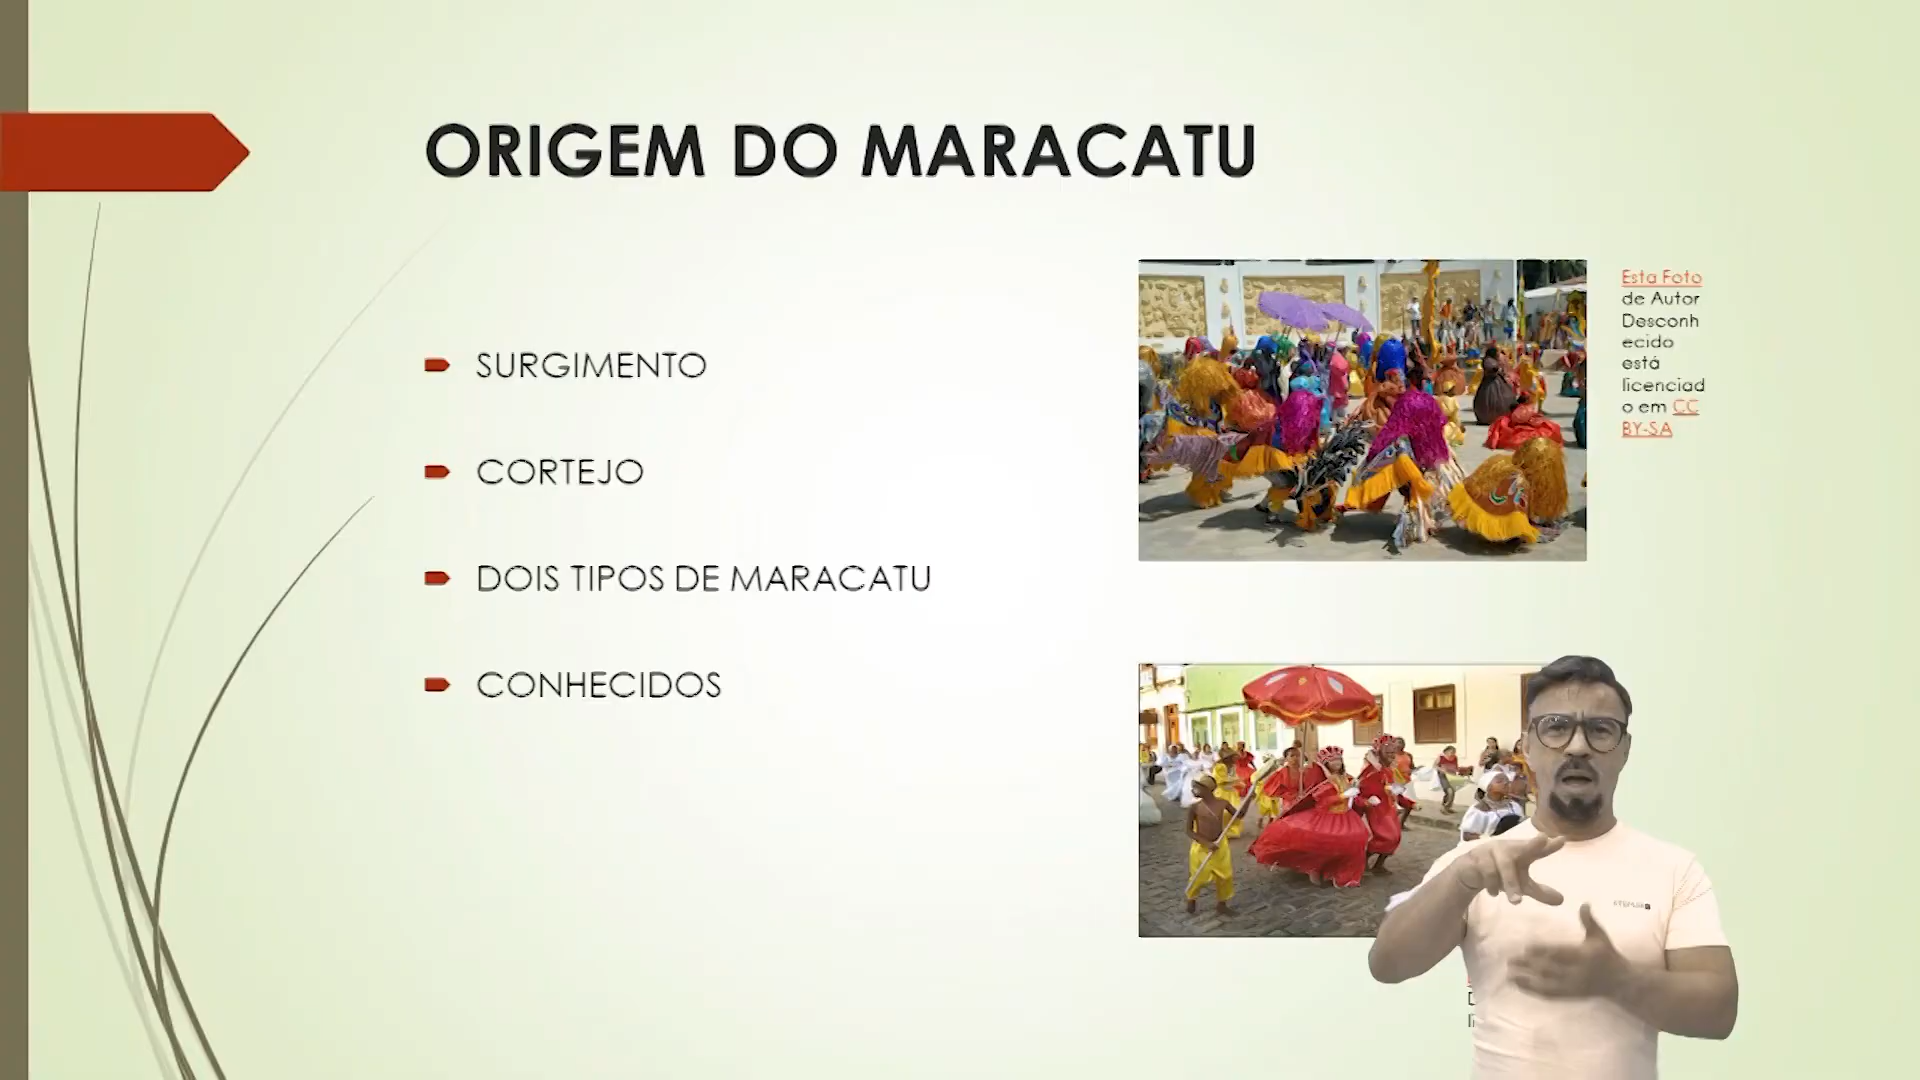 ORIGEM DO MARACATU
SURGIMENTO
CORTEJO
DOIS TIPOS DE MARACATU
CONHECIDOS
Esta Foto
de Autor
Desconh
ecido
está
licenciad
o em CC
BY-SA